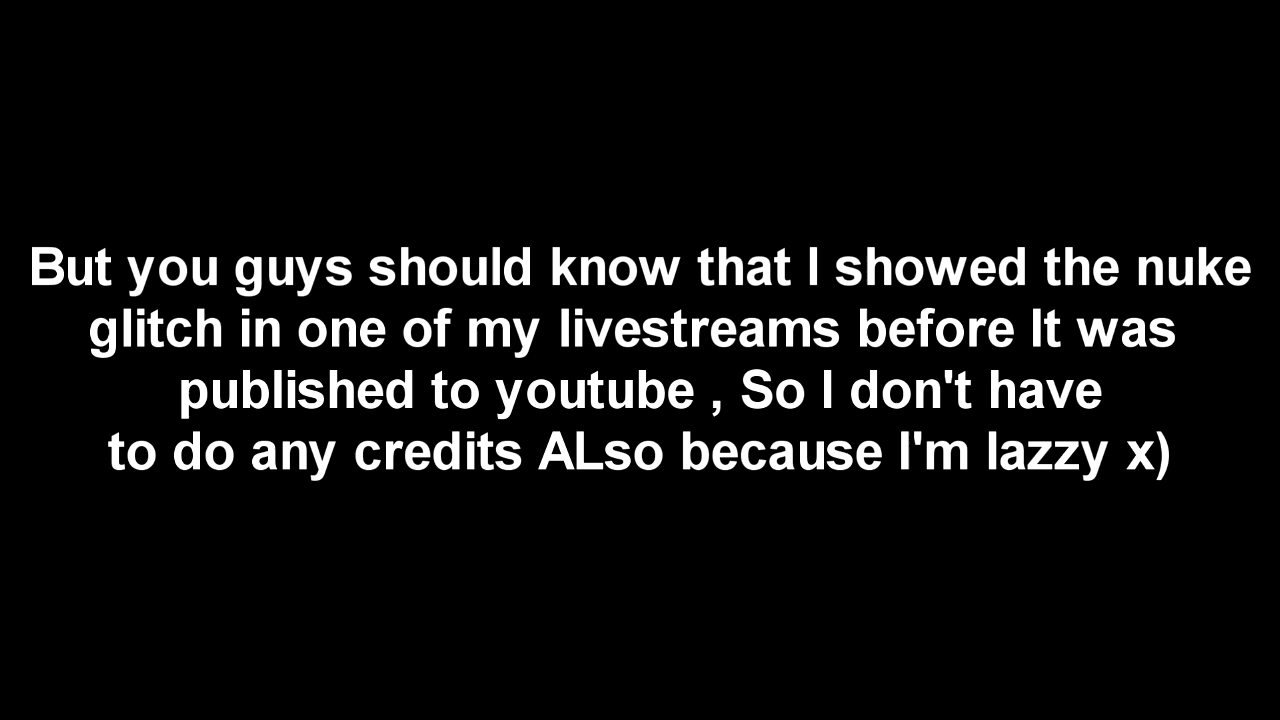 But you guys should know that I showed the nuke
glitch in one of my livestreams before It was
published to youtube , So I don't have
to do any credits ALso because I'm lazzy x)